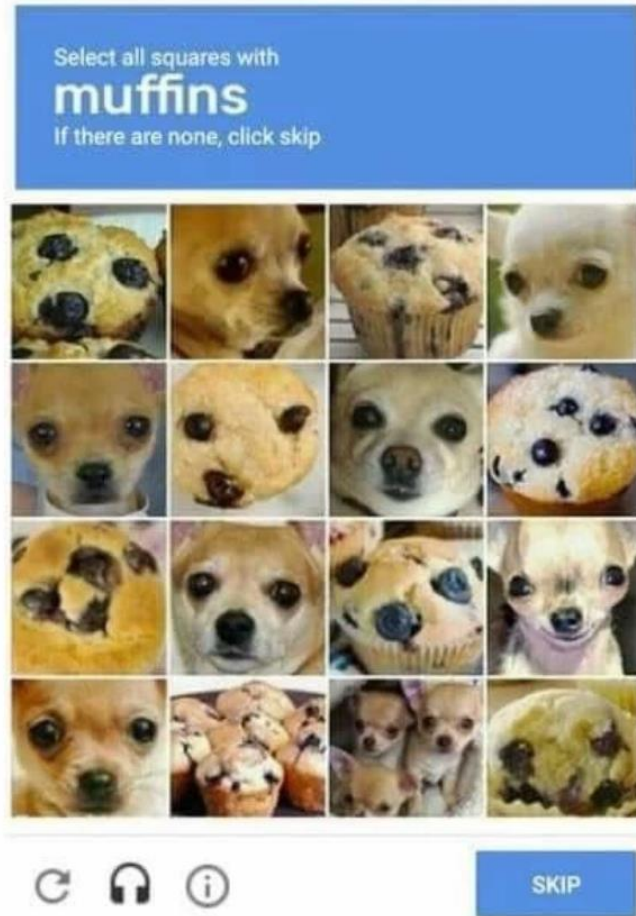 Select all squares with
muffins
If there are none, click skip
SKIP